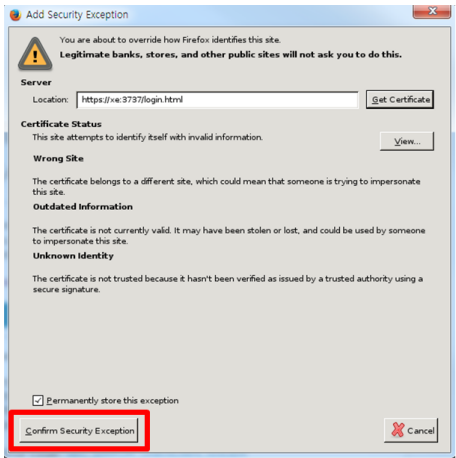 Add Security Exception
You are about to override how Firefox identifies this site.
Legitimate banks, stores, and other public sites will not ask you to do this.
Server
Location: https://xe:3737/login.html Get Certificate
Certificate Status
This site attempts to identify itself with invalid information. View...
Wrong Site
The certificate belongs to a different site, which could mean that someone is trying to impersonate
this site.
Outdated Information
The certificate is not currently valid. It may have been stolen or lost, and could be used by someone
to impersonate this site.
Unknown Identity
The certificate is not trusted because it hasn't been verified as issued by a trusted authority using a
secure signature.
Permanently store this exception
Confirm Security Exception Cancel